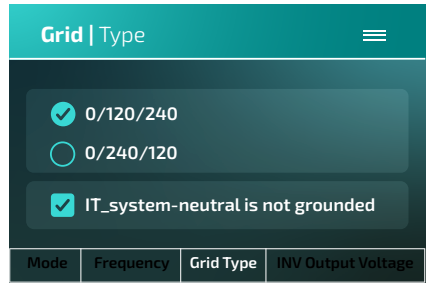 Grid | Type
0/120/240
0/240/120
IT_system-neutral is not grounded
Mode Frequency Grid Type INV Output Voltage